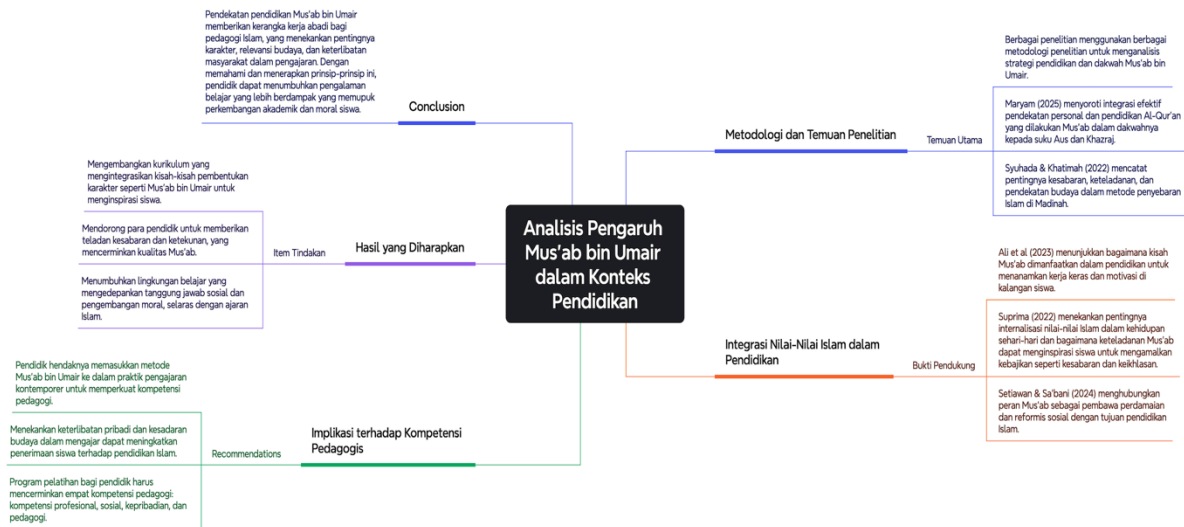 Analisis Pengaruh
Mus'ab bin Umair
dalam Konteks
Pendidikan
Metodologi dan Temuan Penelitian
Temuan Utama
Berbagai penelitian menggunakan berbagai
metodologi penelitian untuk menganalisis
strategi pendidikan dan dakwah Mus'ab bin
Umair.
Maryam (2025) menyoroti integrasi efektif
pendekatan personal dan pendidikan Al-Qur'an
yang dilakukan Mus'ab dalam dakwahnya
kepada suku Aus dan Khazraj.
Syuhada & Khatimah (2022) mencatat
pentingnya kesabaran, keteladanan, dan
pendekatan budaya dalam metode penyebaran
Islam di Madinah.
Integrasi Nilai-Nilai Islam dalam
Pendidikan
Bukti Pendukung
Ali et al (2023) menunjukkan bagaimana kisah
Mus'ab dimanfaatkan dalam pendidikan untuk
menanamkan kerja keras dan motivasi di
kalangan siswa.
Suprima (2022) menekankan pentingnya
internalisasi nilai-nilai Islam dalam kehidupan
sehari-hari dan bagaimana keteladanan Mus'ab
dapat menginspirasi siswa untuk mengamalkan
kebajikan seperti kesabaran dan keikhlasan.
Setiawan & Sa'bani (2024) menghubungkan
peran Mus'ab sebagai pembawa perdamaian
dan reformis sosial dengan tujuan pendidikan
Islam.
Conclusion
Pendekatan pendidikan Mus'ab bin Umair
memberikan kerangka kerja abadi bagi
pedagogi Islam, yang menekankan pentingnya
karakter, relevansi budaya, dan keterlibatan
masyarakat dalam pengajaran. Dengan
memahami dan menerapkan prinsip-prinsip ini,
pendidik dapat menumbuhkan pengalaman
belajar yang lebih berdampak yang memupuk
perkembangan akademik dan moral siswa.
Hasil yang Diharapkan
Item Tindakan
Mengembangkan kurikulum yang
mengintegrasikan kisah-kisah pembentukan
karakter seperti Mus'ab bin Umair untuk
menginspirasi siswa.
Mendorong para pendidik untuk memberikan
teladan kesabaran dan ketekunan, yang
mencerminkan kualitas Mus'ab.
Menumbuhkan lingkungan belajar yang
mengedepankan tanggung jawab sosial dan
pengembangan moral, selaras dengan ajaran
Islam.
Implikasi terhadap Kompetensi
Pedagogis
Recommendations
Pendidik hendaknya memasukkan metode
Mus'ab bin Umair ke dalam praktik pengajaran
kontemporer untuk memperkuat kompetensi
pedagogi.
Menekankan keterlibatan pribadi dan kesadaran
budaya dalam mengajar dapat meningkatkan
penerimaan siswa terhadap pendidikan Islam.
Program pelatihan bagi pendidik harus
mencerminkan empat kompetensi pedagogi:
kompetensi profesional, sosial, kepribadian, dan
pedagogi.